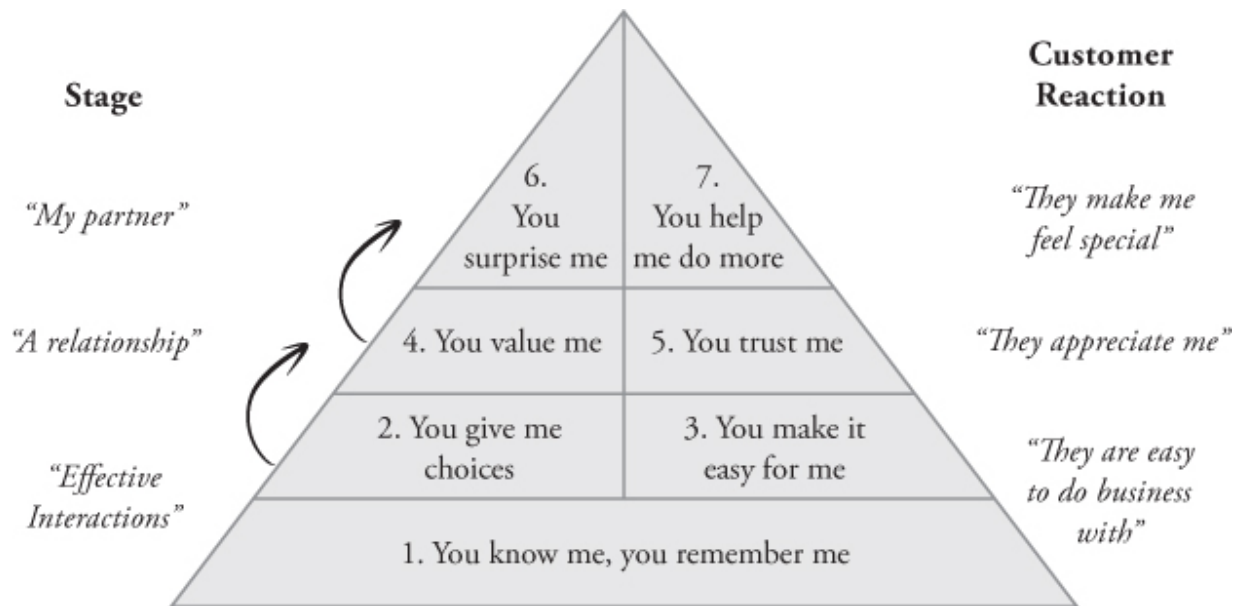 Stage
Customer
Reaction
6.
You
surprise me
7.
You help
me do more
“My partner”
“They make me
feel special”
“A relationship”
4. You value me
5. You trust me
“They appreciate me”
2. You give me
choices
3. You make it
easy for me
“Effective
Interactions”
“They are easy
to do business
with”
1. You know me, you remember me